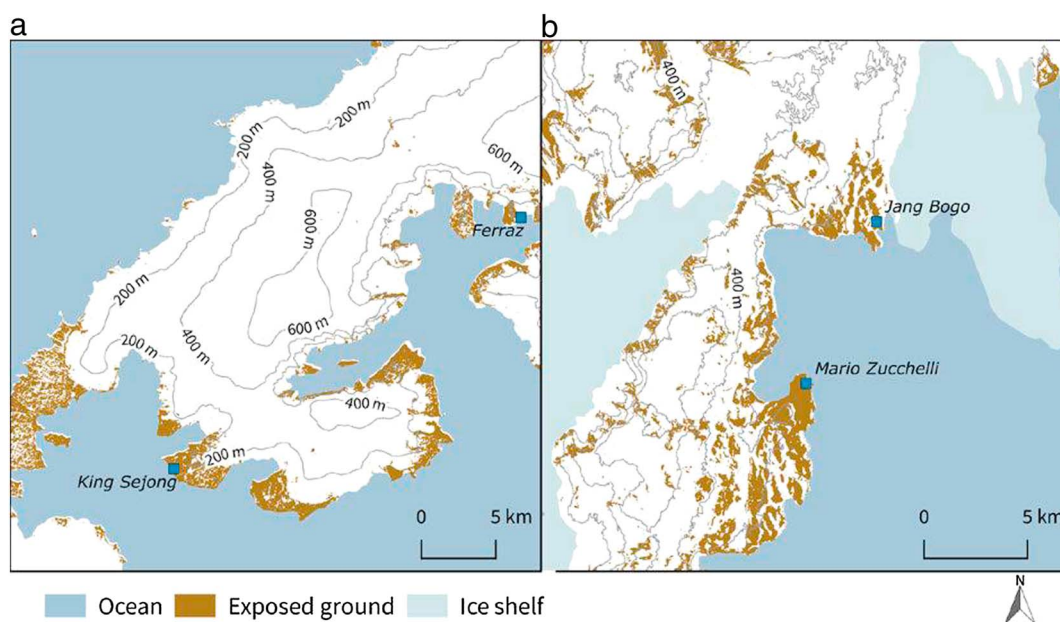 a
b
200 m
200 m
400 m
600 m
600 m
Ferraz
200 m
200 m
400 m
600 m
400 m
200 m
King Sejong
0 5 km
400 m
Jang Bogo
400 m
Mario Zucchelli
0 5 km
Ocean Exposed ground Ice shelf
N